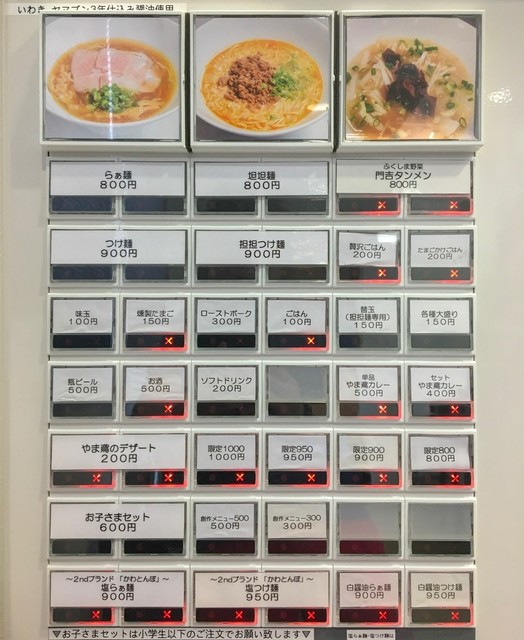 いわき ヤマブン3年仕込み醤油使用
らぁ麺
800円
坦坦麺
800円
ふくしま野菜
門吉タンメン
800円
つけ麺
900円
担担つけ麺
900円
贅沢ごはん
200円
たまごかけごはん
200円
味玉
100円
燻製たまご
150円
ローストポーク
300円
ごはん
100円
替玉
(担担麺専用)
150円
各種大盛り
150円
瓶ビール
500円
お酒
500円
ソフトドリンク
200円
単品
やま鳶カレー
500円
セット
やま鳶カレー
400円
やま鳶のデザート
200円
限定1000
1000円
限定950
950円
限定900
900円
限定800
800円
お子さまセット
600円
創作メニュー500
500円
創作メニュー300
300円
～2ndブランド「かわとんぼ」～
塩らぁ麺
900円
～2ndブランド「かわとんぼ」～
塩つけ麺
950円
白醤油らぁ麺
900円
白醤油つけ麺
950円
▽お子さまセットは小学生以下のご注文でお願い致します▽